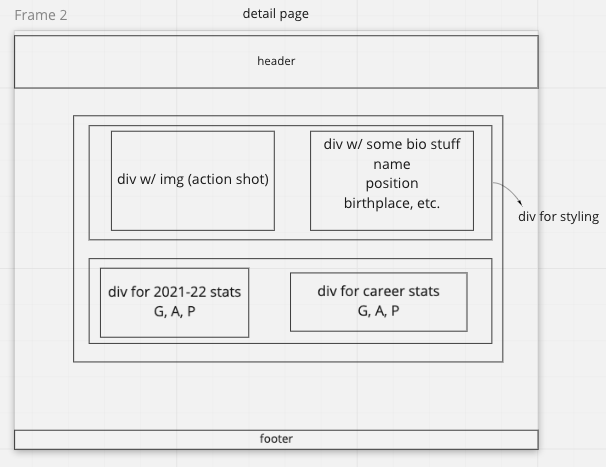 Frame 2
detail page
header
div w/ img (action shot)
div w/ some bio stuff
name
position
birthplace, etc.
div for styling
div for 2021-22 stats
G, A, P
div for career stats
G, A, P
footer